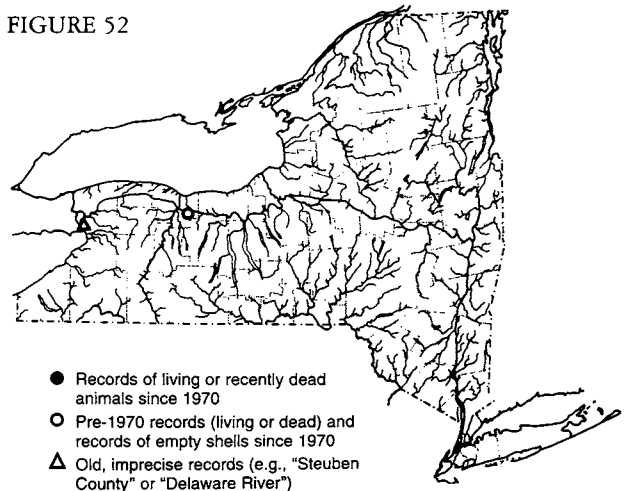 FIGURE 52
● Records of living or recently dead
animals since 1970
○ Pre-1970 records (living or dead) and
records of empty shells since 1970
△ Old, imprecise records (e.g., "Steuben
County" or "Delaware River")